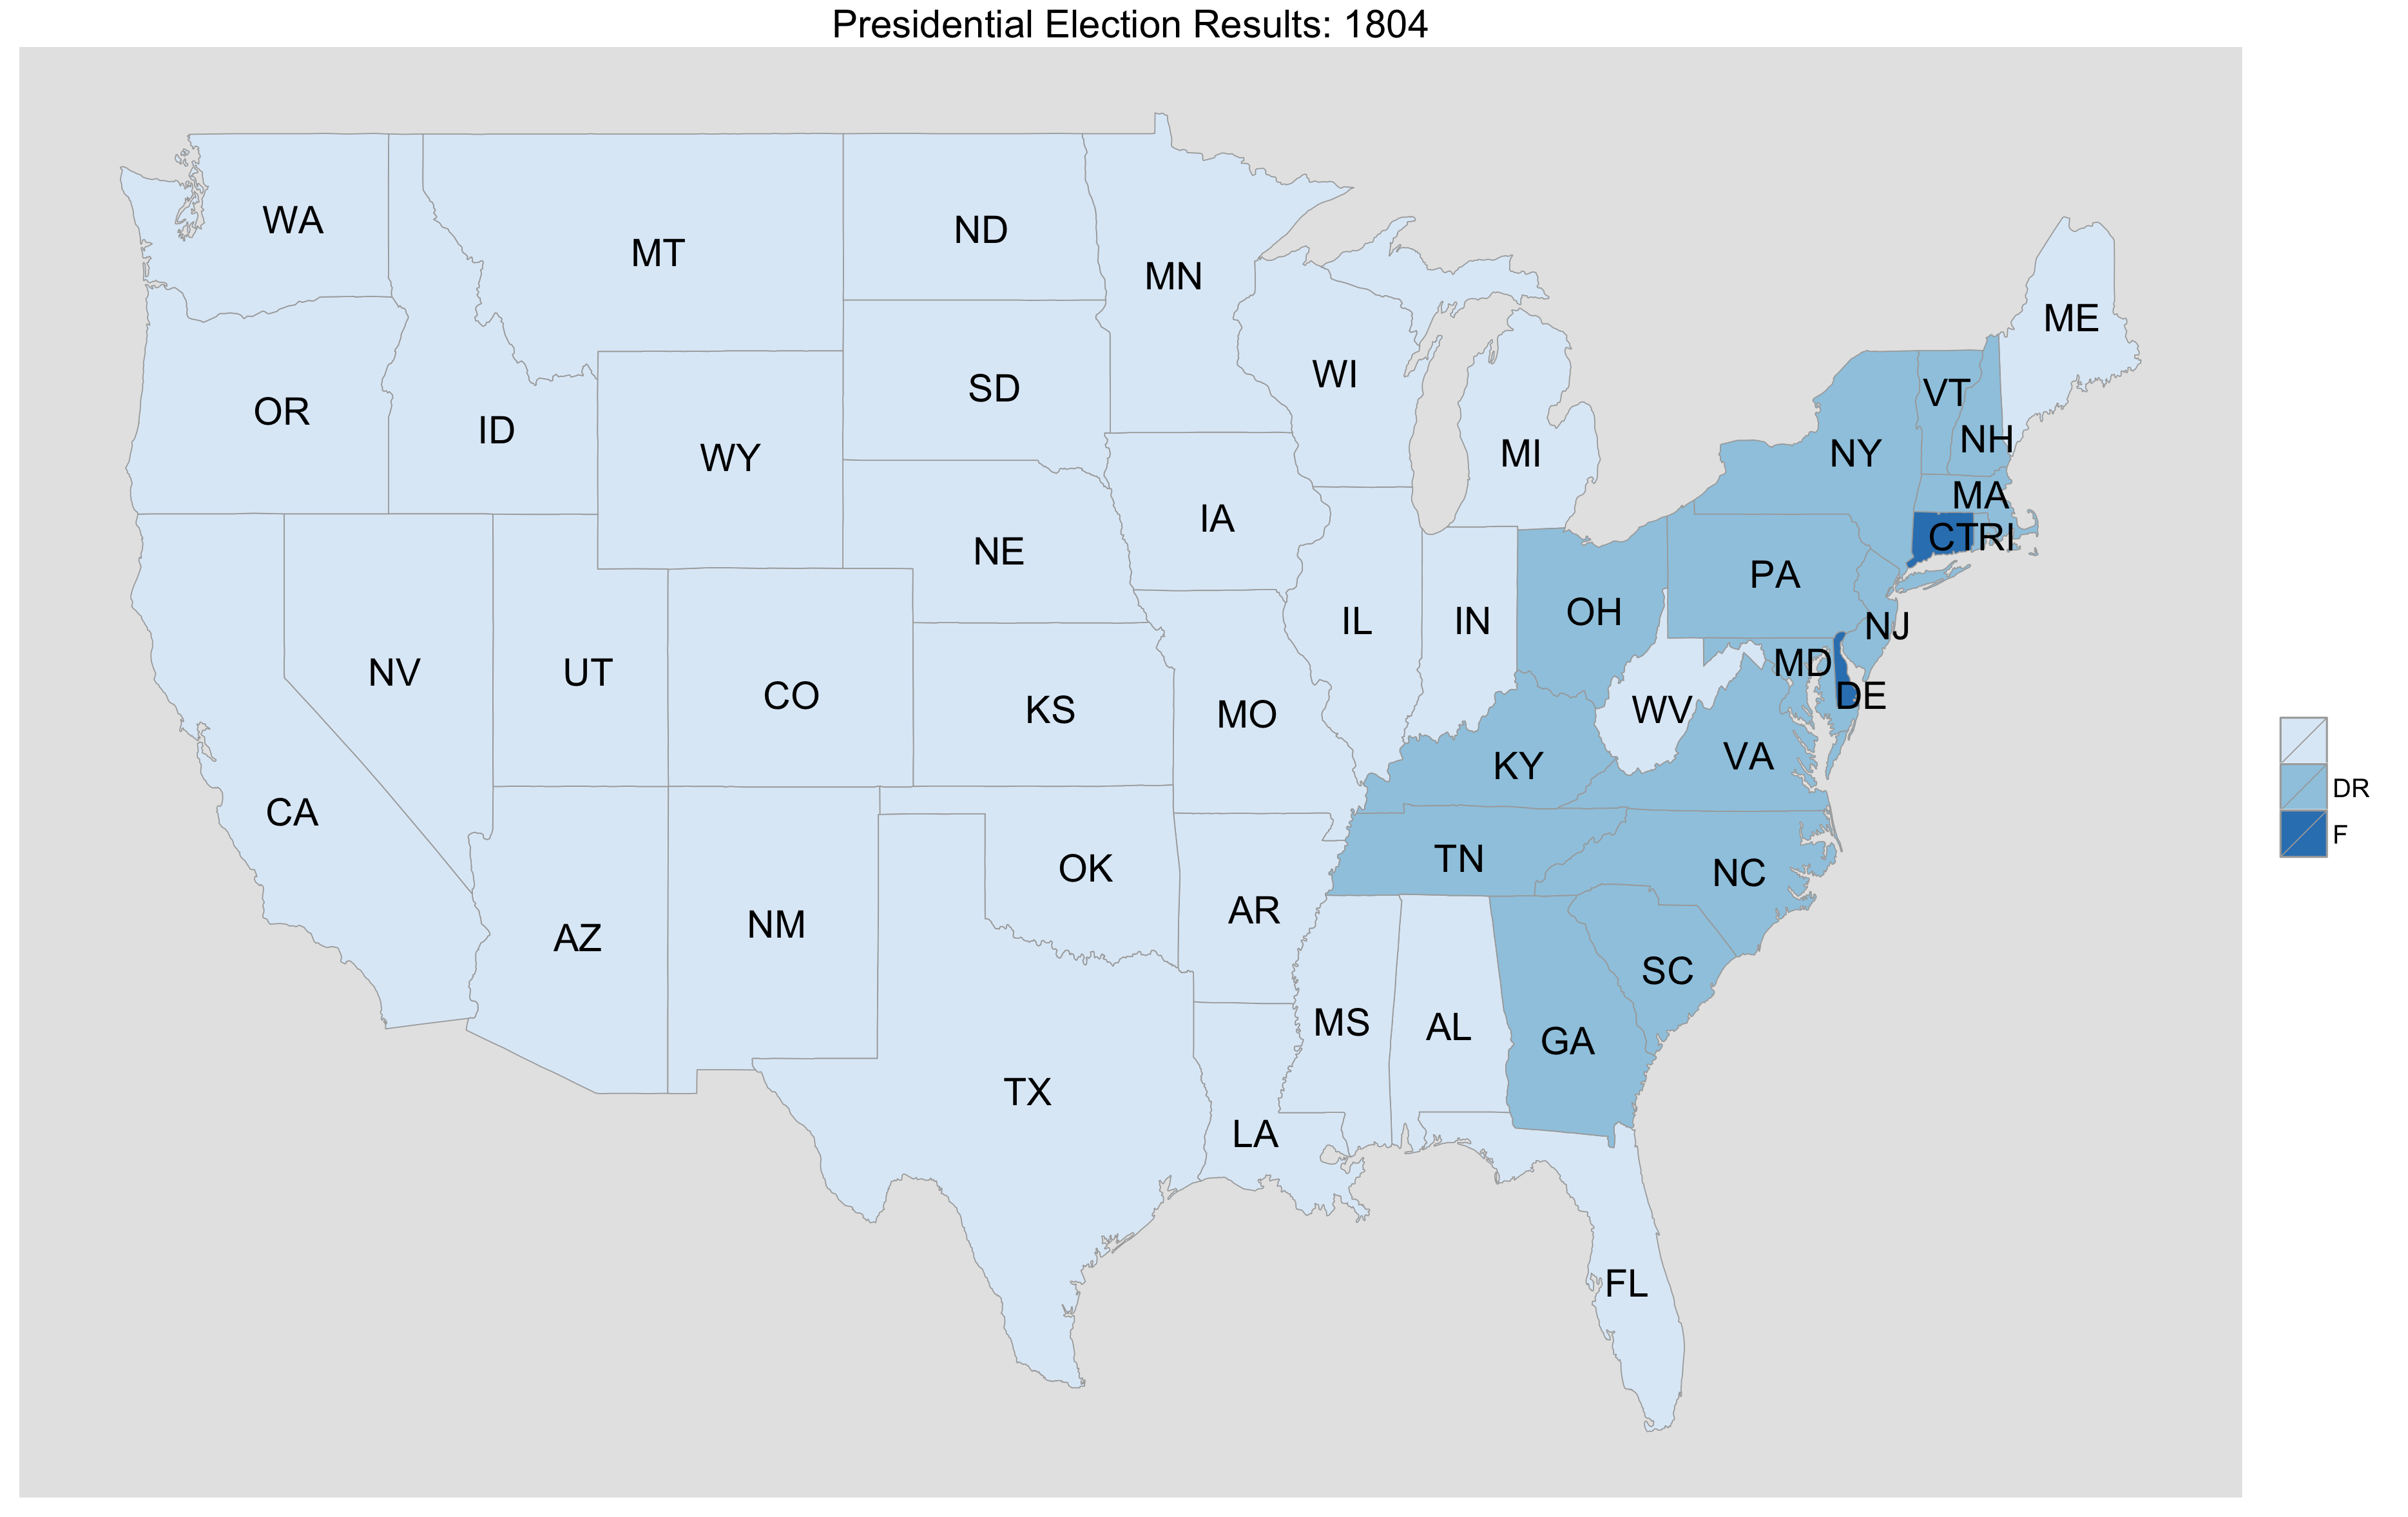 Presidential Election Results: 1804
WA
MT
ND
MN
ME
OR
ID
WY
SD
WI
MI
NY
VT
NH
MA
CT
RI
NE
IA
IL
IN
OH
PA
NJ
NV
UT
CO
KS
MO
WV
MD
DE
KY
VA
CA
AZ
NM
OK
AR
TN
NC
SC
MS
AL
GA
TX
LA
FL
DR
F